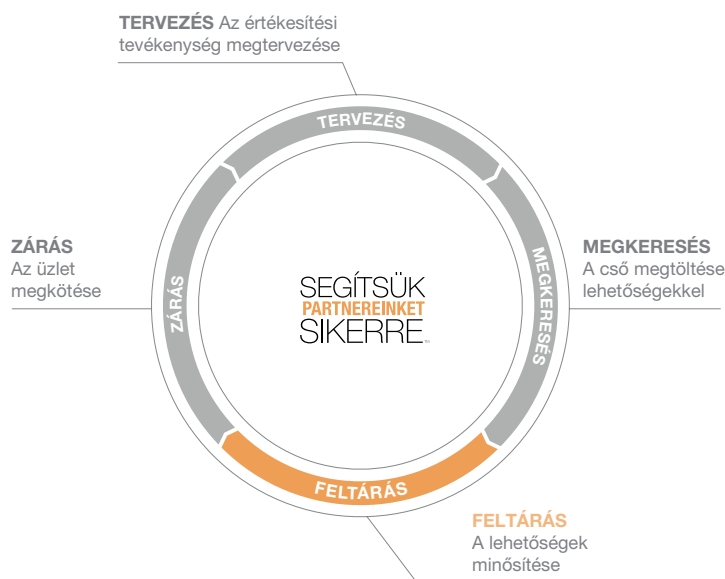 TERVEZÉS Az értékesítési
tevékenység megtervezése
TERVEZÉS
ZÁRÁS
Az üzlet
megkötése
ZÁRÁS
SEGÍTSÜK
PARTNEREINKET
SIKERRE
MEGKERESÉS
MEGKERESÉS
A cső megtöltése
lehetőségekkel
FELTÁRÁS
FELTÁRÁS
A lehetőségek
minősítése